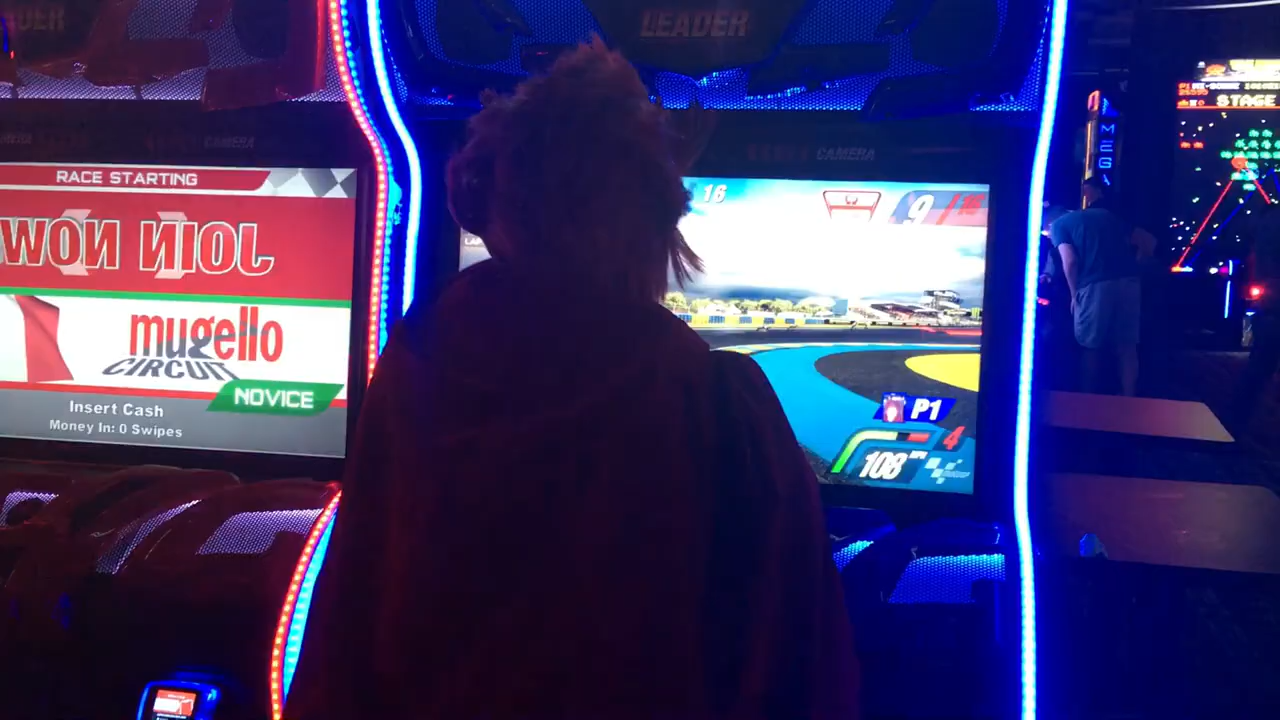 LEADER
CAMERA
CAMERA
RACE STARTING
JOIN NOW
mugello
CIRCUIT
NOVICE
Insert Cash
Money In: 0 Swipes
16
9
P1
4
108
STAGE